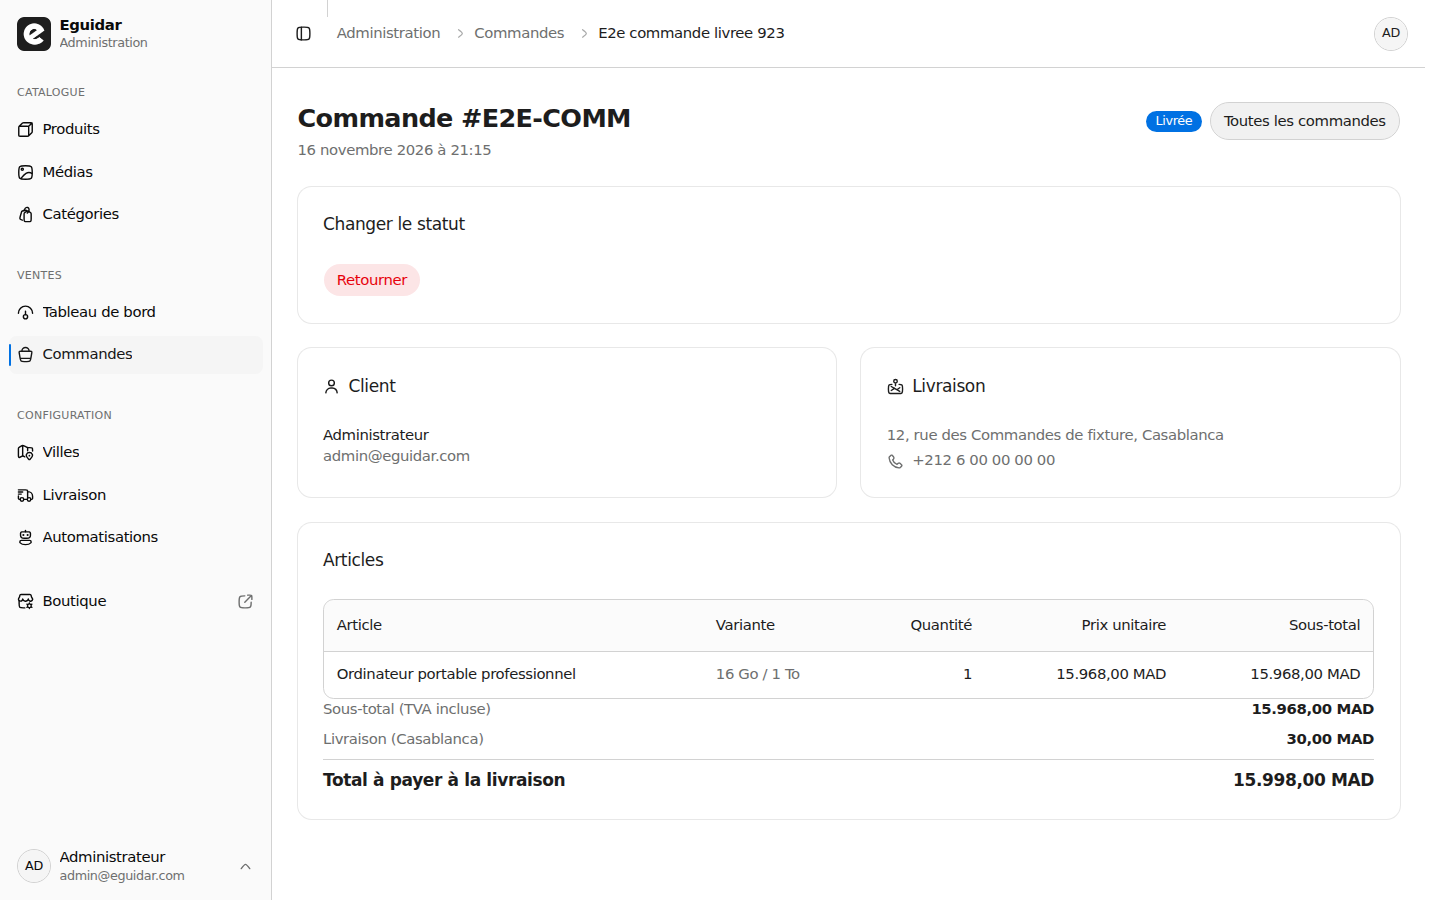 Eguidar
Administration
CATALOGUE
Produits
Médias
Catégories
VENTES
Tableau de bord
Commandes
CONFIGURATION
Villes
Livraison
Automatisations
Boutique
AD
Administrateur
admin@eguidar.com
Administration
Commandes
E2e commande livree 923
AD
Commande #E2E-COMM
16 novembre 2026 à 21:15
Livrée
Toutes les commandes
Changer le statut
Retourner
Client
Administrateur
admin@eguidar.com
Livraison
12, rue des Commandes de fixture, Casablanca
+212 6 00 00 00 00
Articles
Article Variante Quantité Prix unitaire Sous-total
Ordinateur portable professionnel 16 Go / 1 To 1 15.968,00 MAD 15.968,00 MAD
Sous-total (TVA incluse) 15.968,00 MAD
Livraison (Casablanca) 30,00 MAD
Total à payer à la livraison 15.998,00 MAD